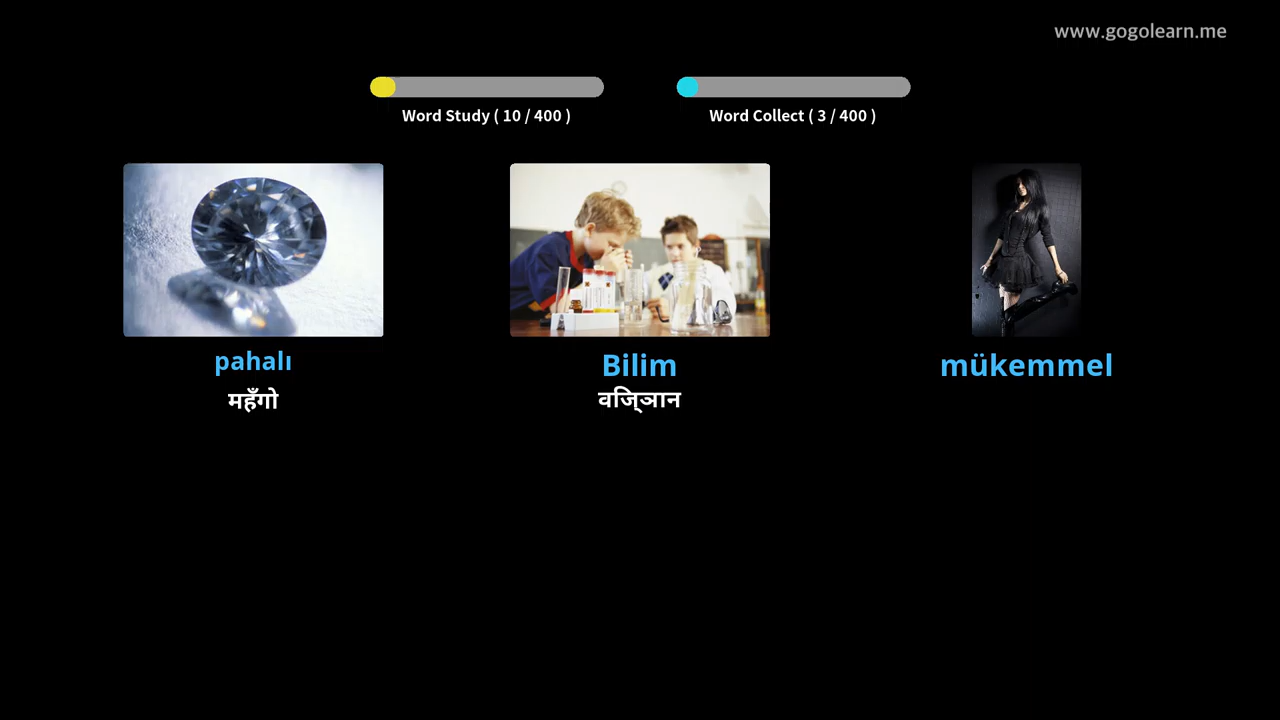 www.gogolearn.me
Word Study ( 10 / 400 )
Word Collect ( 3 / 400 )
pahalı
महँगो
Bilim
वजि्ञान
mükemmel